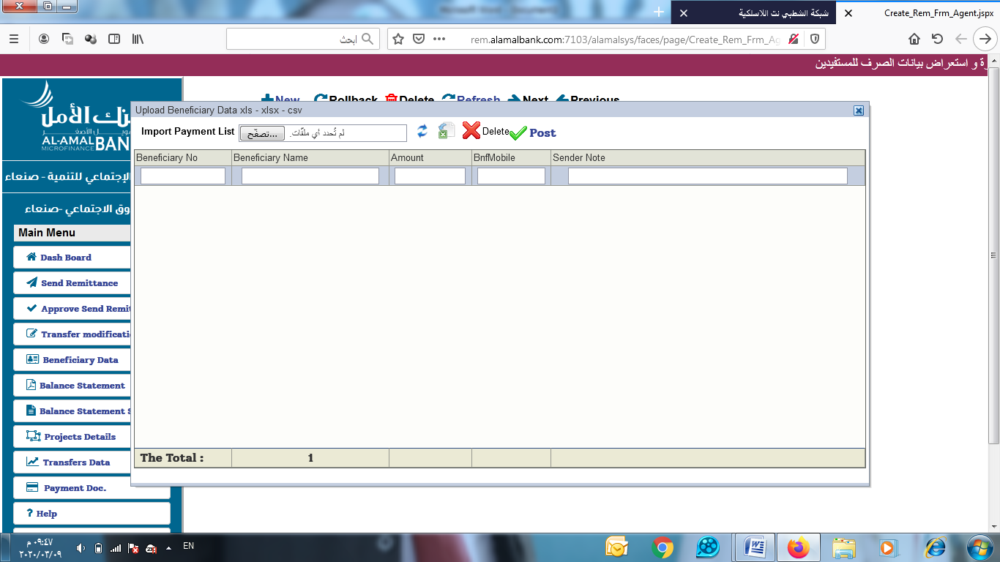 شبكة الشطبي نت اللاسلكية
Create_Rem_Frm_Agent.jspx
ابحث
rem.alamalbank.com:7103/alamalsys/faces/page/Create_Rem_Frm_Ag
رة و استعراض بيانات الصرف للمستفيدين
بنك الأمل
AL-AMAL BANK
MICROFINANCE
New Rollback Delete Refresh Next Previous
Upload Beneficiary Data xls - xlsx - csv
Import Payment List تصفّح... لم تُحدد أي ملفّات. Delete Post
Beneficiary No Beneficiary Name Amount BnfMobile Sender Note
لإجتماعي للتنمية - صنعاء
وق الاجتماعي -صنعاء
Main Menu
Dash Board
Send Remittance
Approve Send Remit
Transfer modificati
Beneficiary Data
Balance Statement
Balance Statement S
Projects Details
Transfers Data
Payment Doc.
Help
The Total : 1
EN
٠٩:٤٧ م
٢٠٢٠/٠٣/٠٩